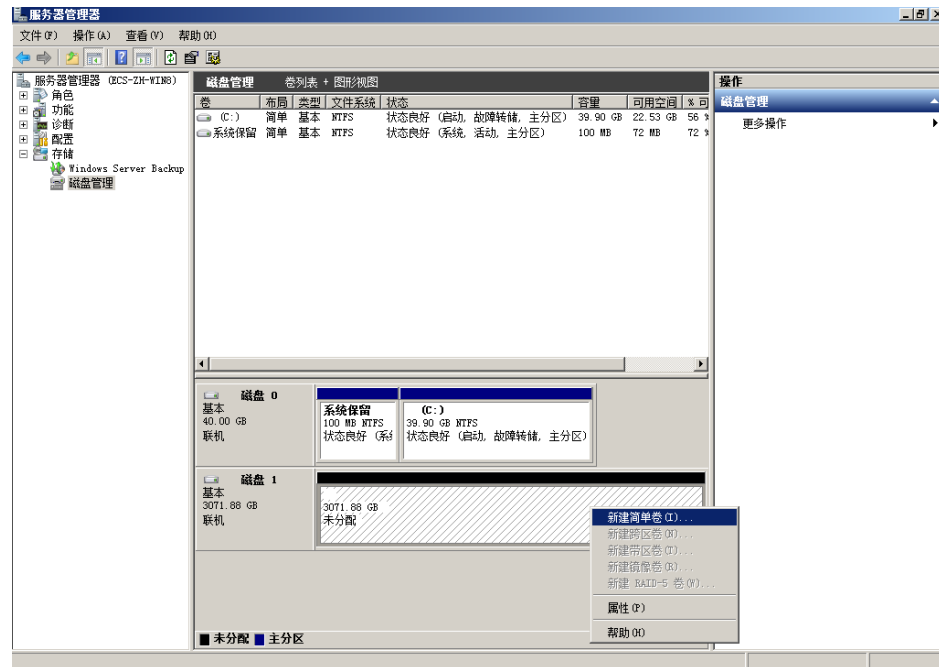 服务器管理器
文件(F) 操作(A) 查看(V) 帮助(H)
服务器管理器 (ECS-ZH-WIN8)
角色
功能
诊断
配置
存储
Windows Server Backup
磁盘管理
磁盘管理 卷列表 + 图形视图
卷 布局 类型 文件系统 状态 容量 可用空间 % 可
(C:) 简单 基本 NTFS 状态良好 (启动, 故障转储, 主分区) 39.90 GB 22.53 GB 56 %
系统保留 简单 基本 NTFS 状态良好 (系统, 活动, 主分区) 100 MB 72 MB 72 %
磁盘 0
基本
40.00 GB
联机
系统保留
100 MB NTFS
状态良好 (系统
(C:)
39.90 GB NTFS
状态良好 (启动, 故障转储, 主分区)
磁盘 1
基本
3071.88 GB
联机
3071.88 GB
未分配
新建简单卷(I)...
新建跨区卷(N)...
新建带区卷(T)...
新建镜像卷(R)...
新建 RAID-5 卷(W)...
属性(P)
帮助(H)
未分配 主分区
操作
磁盘管理
更多操作